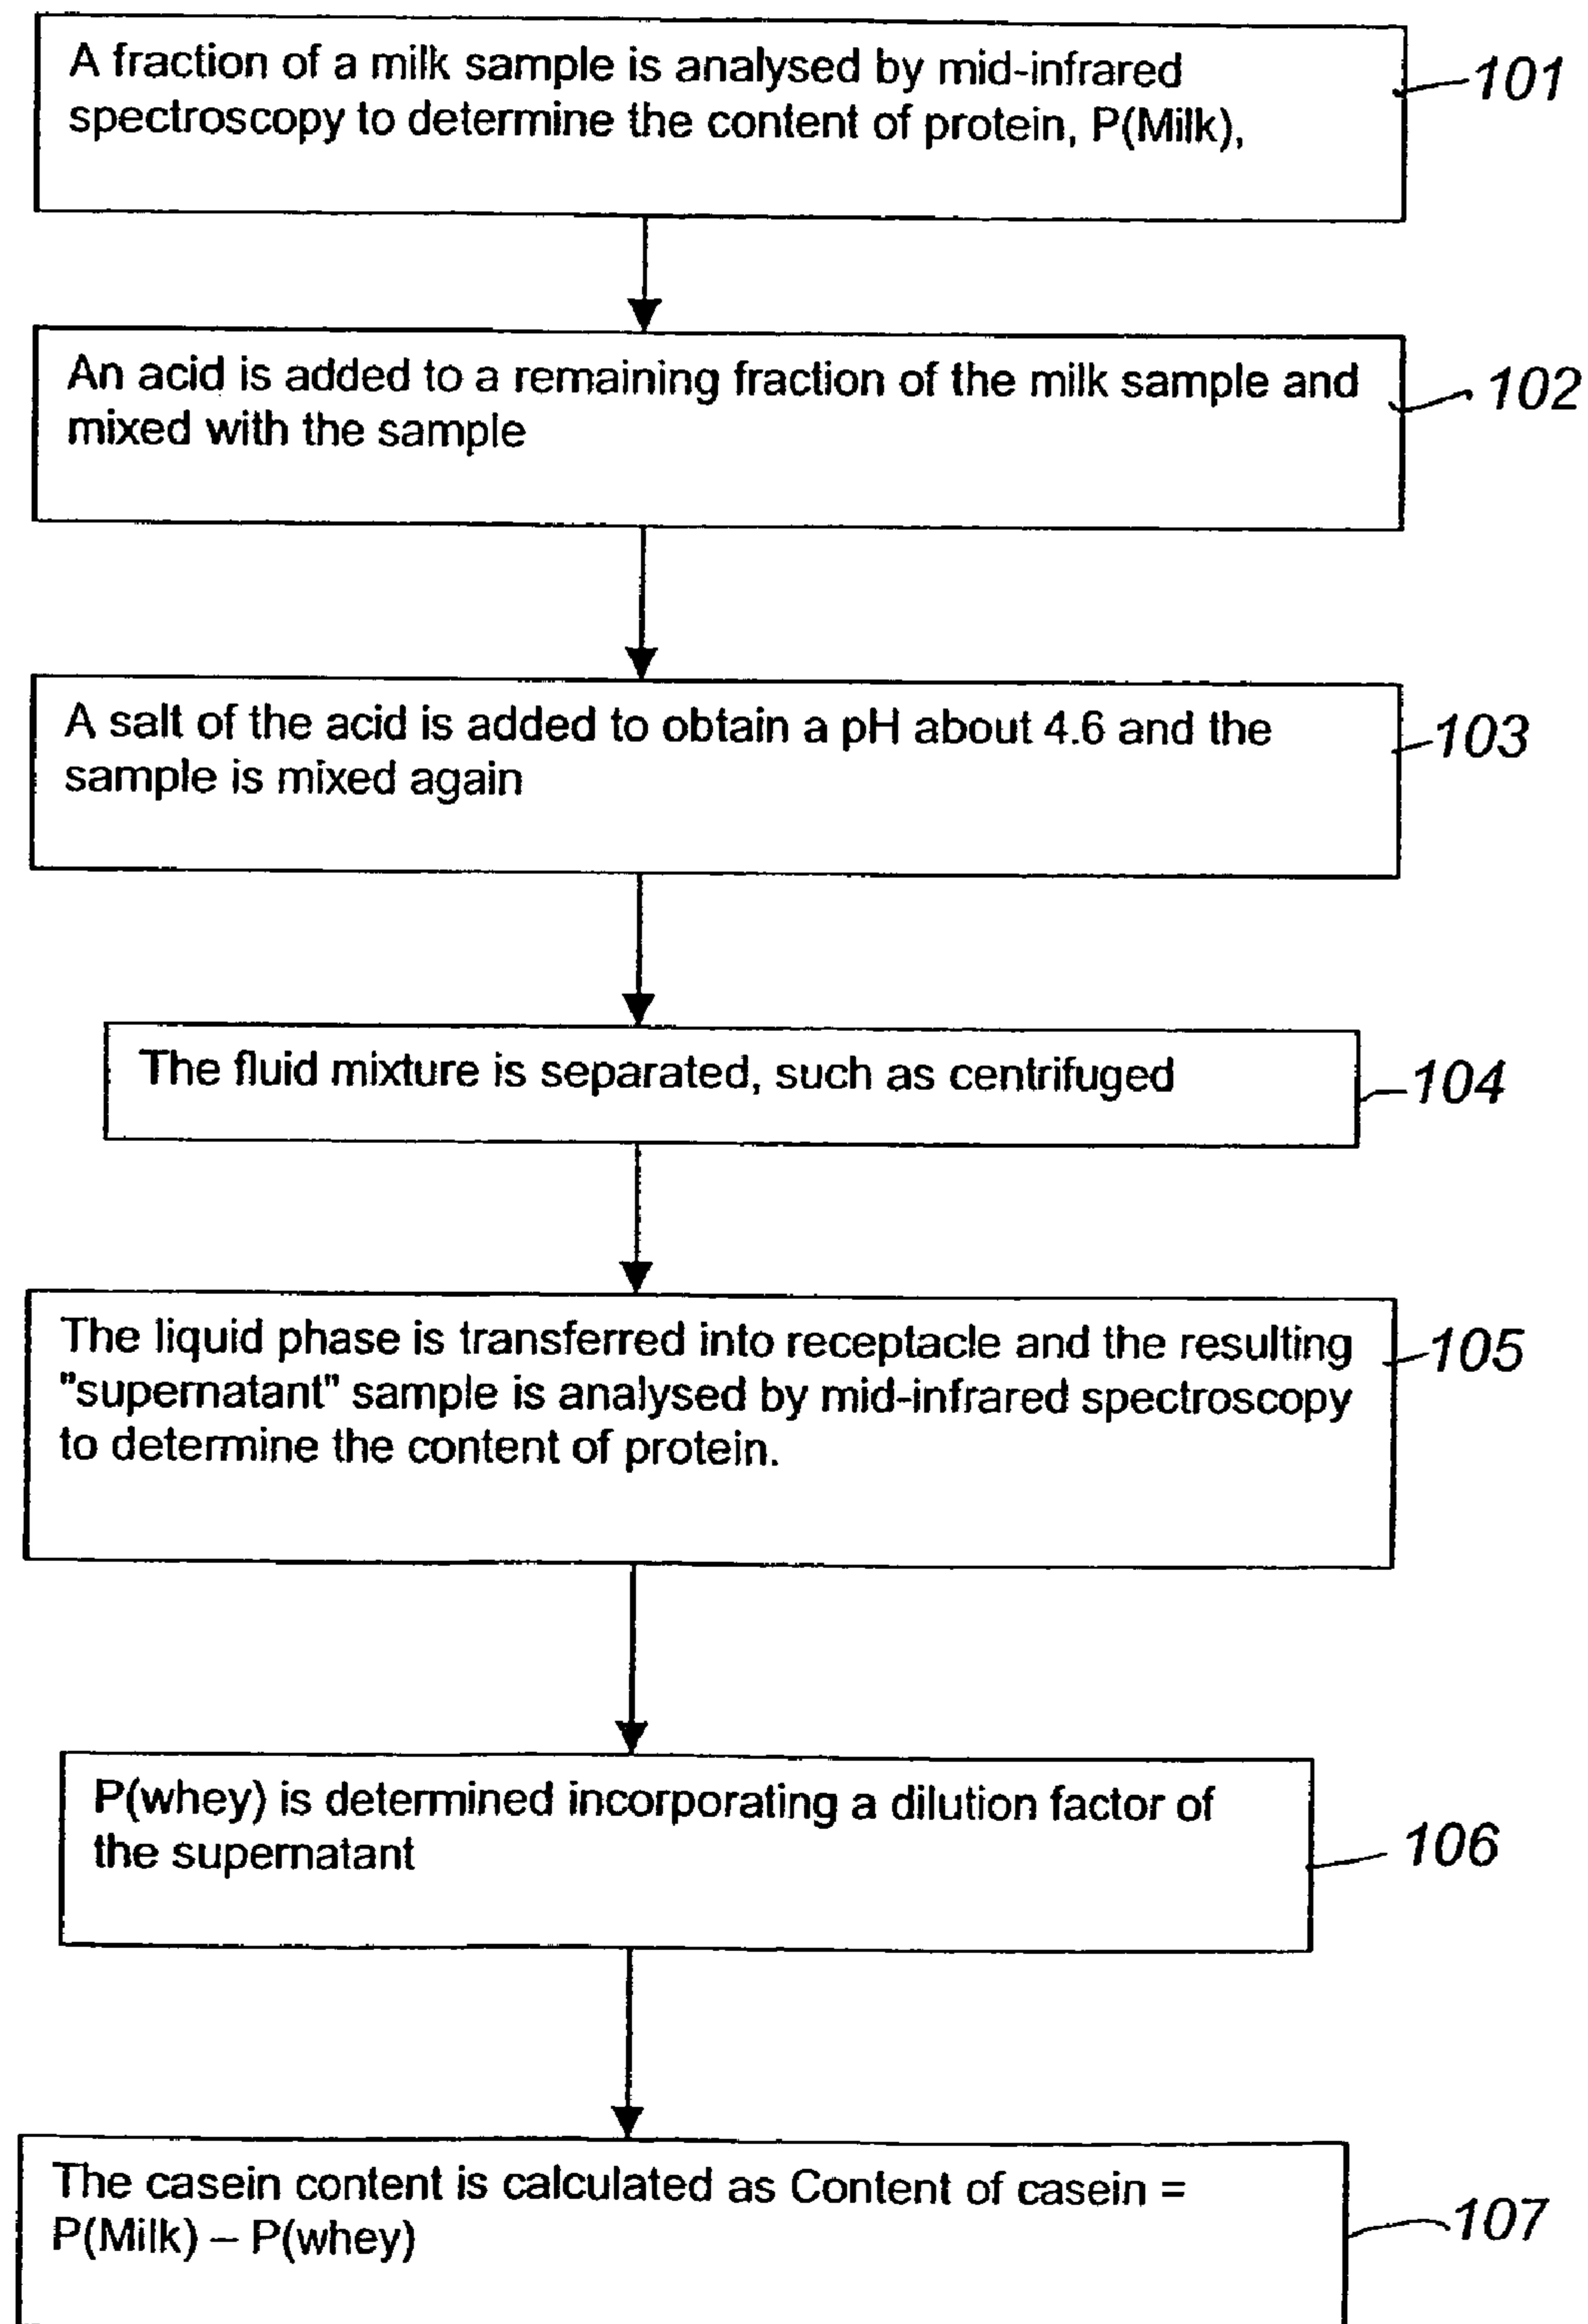 A fraction of a milk sample is analysed by mid-infrared
spectroscopy to determine the content of protein, P(Milk),
101
An acid is added to a remaining fraction of the milk sample and
mixed with the sample
102
A salt of the acid is added to obtain a pH about 4.6 and the
sample is mixed again
103
The fluid mixture is separated, such as centrifuged
104
The liquid phase is transferred into receptacle and the resulting
"supernatant" sample is analysed by mid-infrared spectroscopy
to determine the content of protein.
105
P(whey) is determined incorporating a dilution factor of
the supernatant
106
The casein content is calculated as Content of casein =
P(Milk) – P(whey)
107